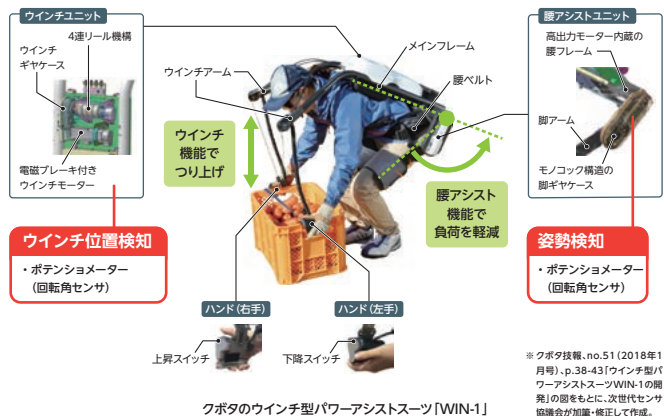 ウインチユニット
4連リール機構
ウインチ
ギヤケース
電磁ブレーキ付き
ウインチモーター
ウインチ位置検知
・ポテンショメーター
(回転角センサ)
ウインチアーム
メインフレーム
腰ベルト
ウインチ
機能で
つり上げ
腰アシスト
機能で
負荷を軽減
ハンド(右手)
ハンド(左手)
上昇スイッチ
下降スイッチ
腰アシストユニット
高出力モーター内蔵の
腰フレーム
脚アーム
モノコック構造の
脚ギヤケース
姿勢検知
・ポテンショメーター
(回転角センサ)
※クボタ技報、no.51(2018年1
月号)、p.38-43「ウインチ型パ
ワーアシストスーツWIN-1の開
発」の図をもとに、次世代センサ
協議会が加筆・修正して作成。
クボタのウインチ型パワーアシストスーツ「WIN-1」